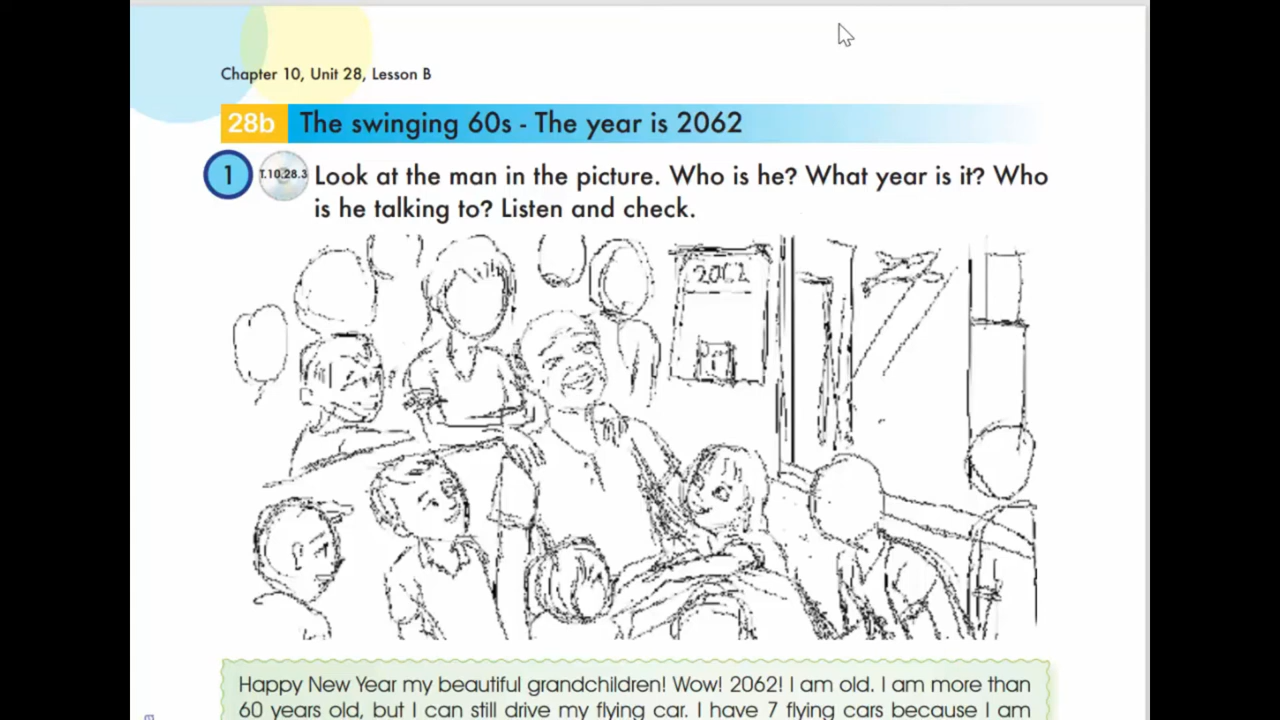 Chapter 10, Unit 28, Lesson B
28b The swinging 60s - The year is 2062
1 T.10.28.3 Look at the man in the picture. Who is he? What year is it? Who
is he talking to? Listen and check.
2062
Happy New Year my beautiful grandchildren! Wow! 2062! I am old. I am more than
60 years old, but I can still drive my flying car. I have 7 flying cars because I am